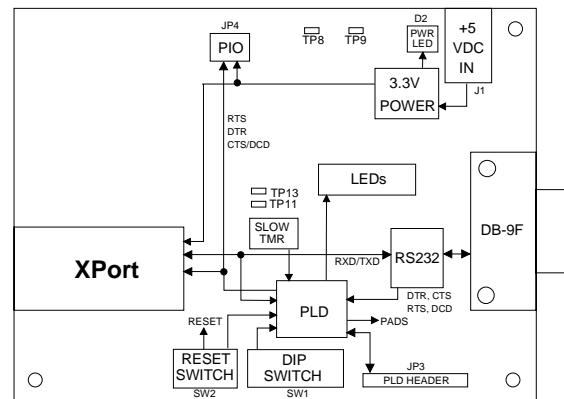 JP4
PIO
TP8
TP9
D2
PWR
LED
+5
VDC
IN
J1
3.3V
POWER
RTS
DTR
CTS/DCD
LEDs
TP13
TP11
SLOW
TMR
DB-9F
XPort
RXD/TXD
RS232
DTR, CTS
RTS, DCD
PLD
PADS
RESET
RESET
SWITCH
SW2
DIP
SWITCH
SW1
JP3
PLD HEADER